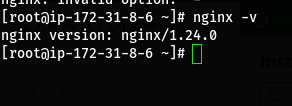 nginx: invalid option:
[root@ip-172-31-8-6 ~]# nginx -v
nginx version: nginx/1.24.0
[root@ip-172-31-8-6 ~]#